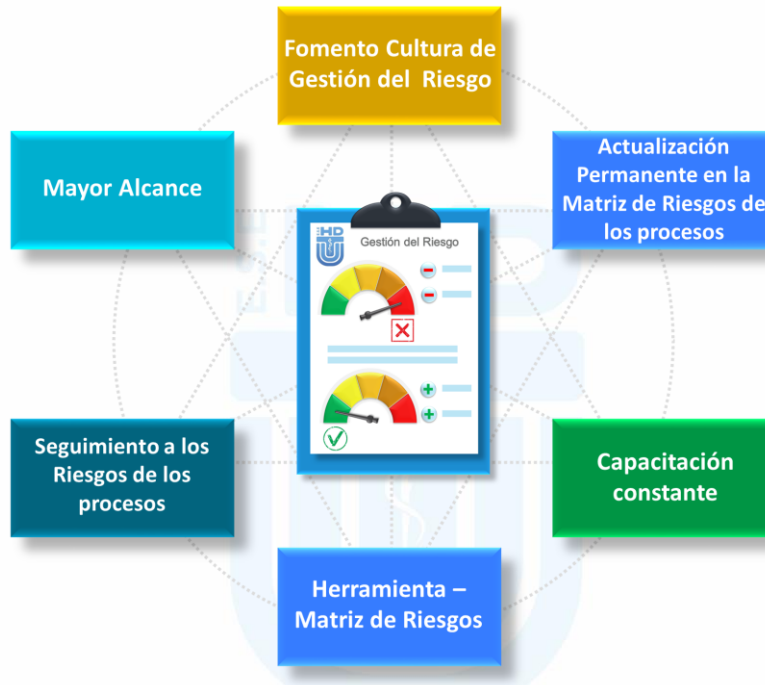 Fomento Cultura de
Gestión del Riesgo
Mayor Alcance
Actualización
Permanente en la
Matriz de Riesgos de
los procesos
HD
Gestión del Riesgo
Seguimiento a los
Riesgos de los
procesos
Capacitación
constante
Herramienta –
Matriz de Riesgos
E.S.E
HD